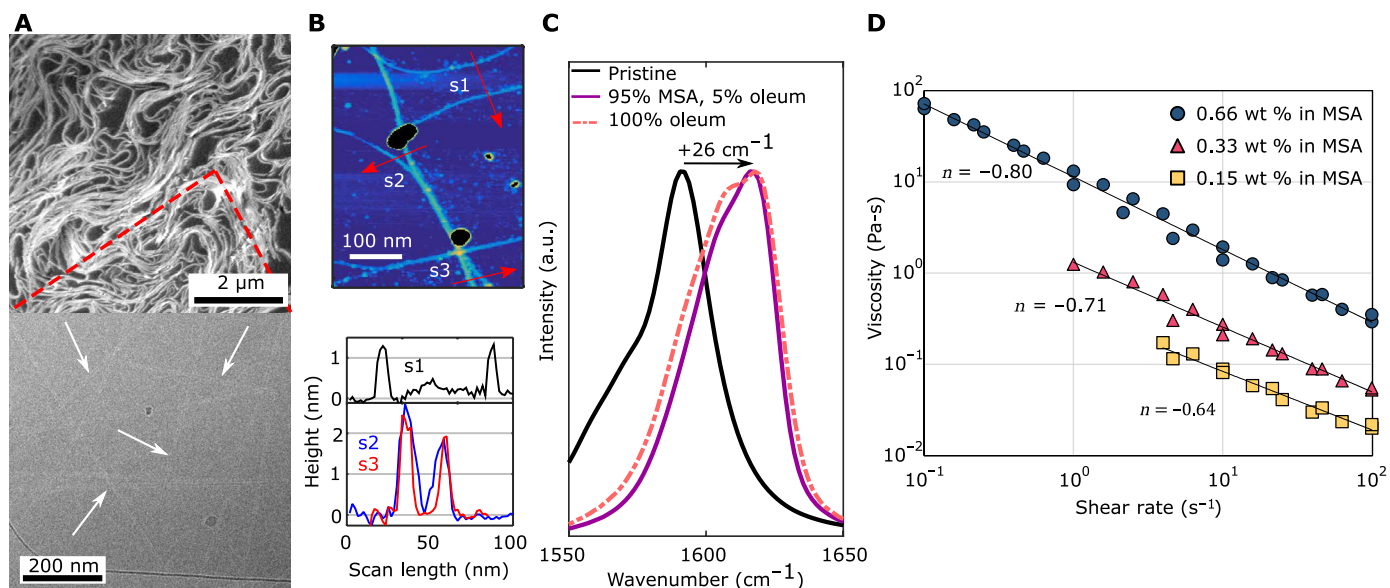 A
2 μm
200 nm
B
s1
s2
100 nm
s3
s1
1
0
s2
s3
2
1
0
Height (nm)
0
50
100
Scan length (nm)
C
Pristine
95% MSA, 5% oleum
100% oleum
+26 cm⁻¹
Intensity (a.u.)
1550
1600
1650
Wavenumber (cm⁻¹)
D
0.66 wt % in MSA
0.33 wt % in MSA
0.15 wt % in MSA
n = −0.80
n = −0.71
n = −0.64
10²
10¹
10⁰
10⁻¹
10⁻²
Viscosity (Pa-s)
10⁻¹
10⁰
10¹
10²
Shear rate (s⁻¹)